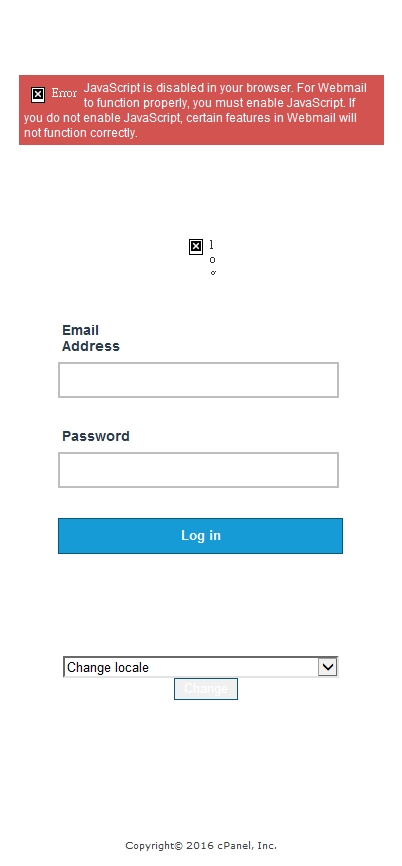 Error JavaScript is disabled in your browser. For Webmail
to function properly, you must enable JavaScript. If
you do not enable JavaScript, certain features in Webmail will
not function correctly.
l
o
Email
Address
Password
Log in
Change locale
Change
Copyright© 2016 cPanel, Inc.